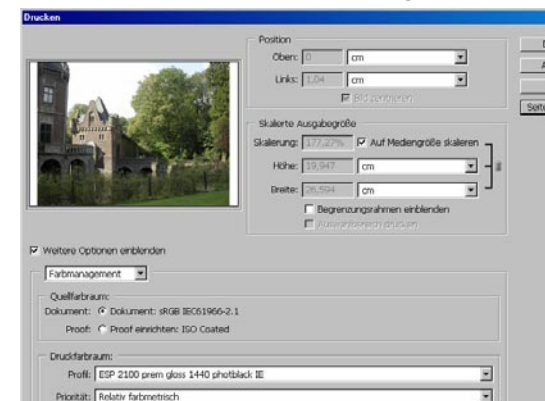 Drucken
Position
Oben: 0 cm
Links: 1,04 cm
Bild zentrieren
Skalierte Ausgabegröße
Skalierung: 177,27% Auf Mediengröße skalieren
Höhe: 19,947 cm
Breite: 26,594 cm
Begrenzungsrahmen einblenden
Auswahlbereich drucken
Weitere Optionen einblenden
Farbmanagement
Quellfarbraum:
Dokument: Dokument: sRGB IEC61966-2.1
Proof: Proof einrichten: ISO Coated
Druckfarbraum:
Profil: ESP 2100 prem gloss 1440 photblack IE
Priorität: Relativ farbmetrisch